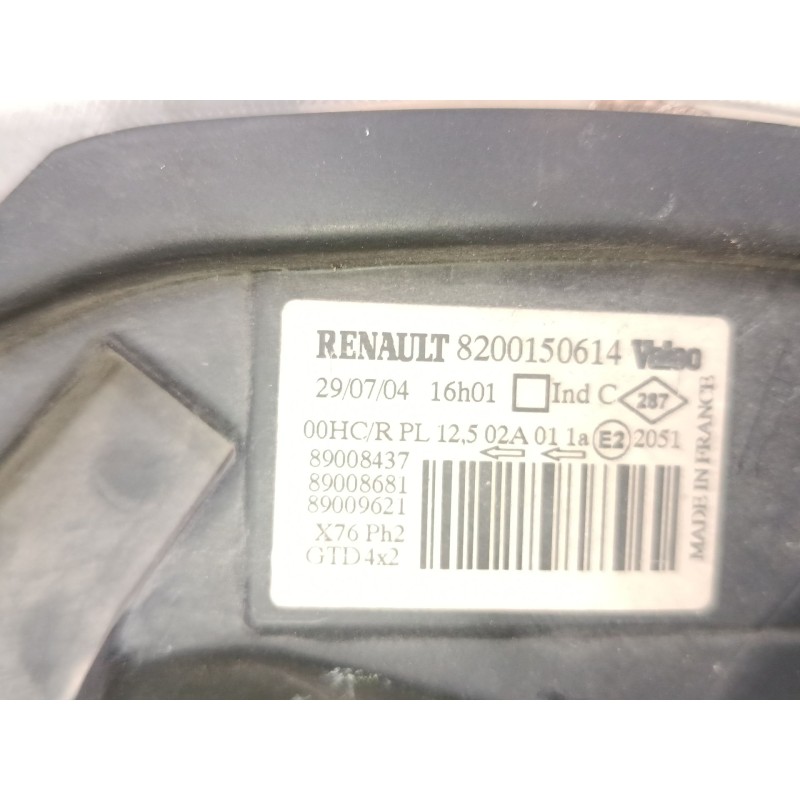 RENAULT 8200150614 Valeo
29/07/04 16h01 Ind C 287
00HC/R PL 12,5 02A 01 1a E2 2051
89008437
89008681
89009621
X76 Ph2
GTD 4x2
MADE IN FRANCE